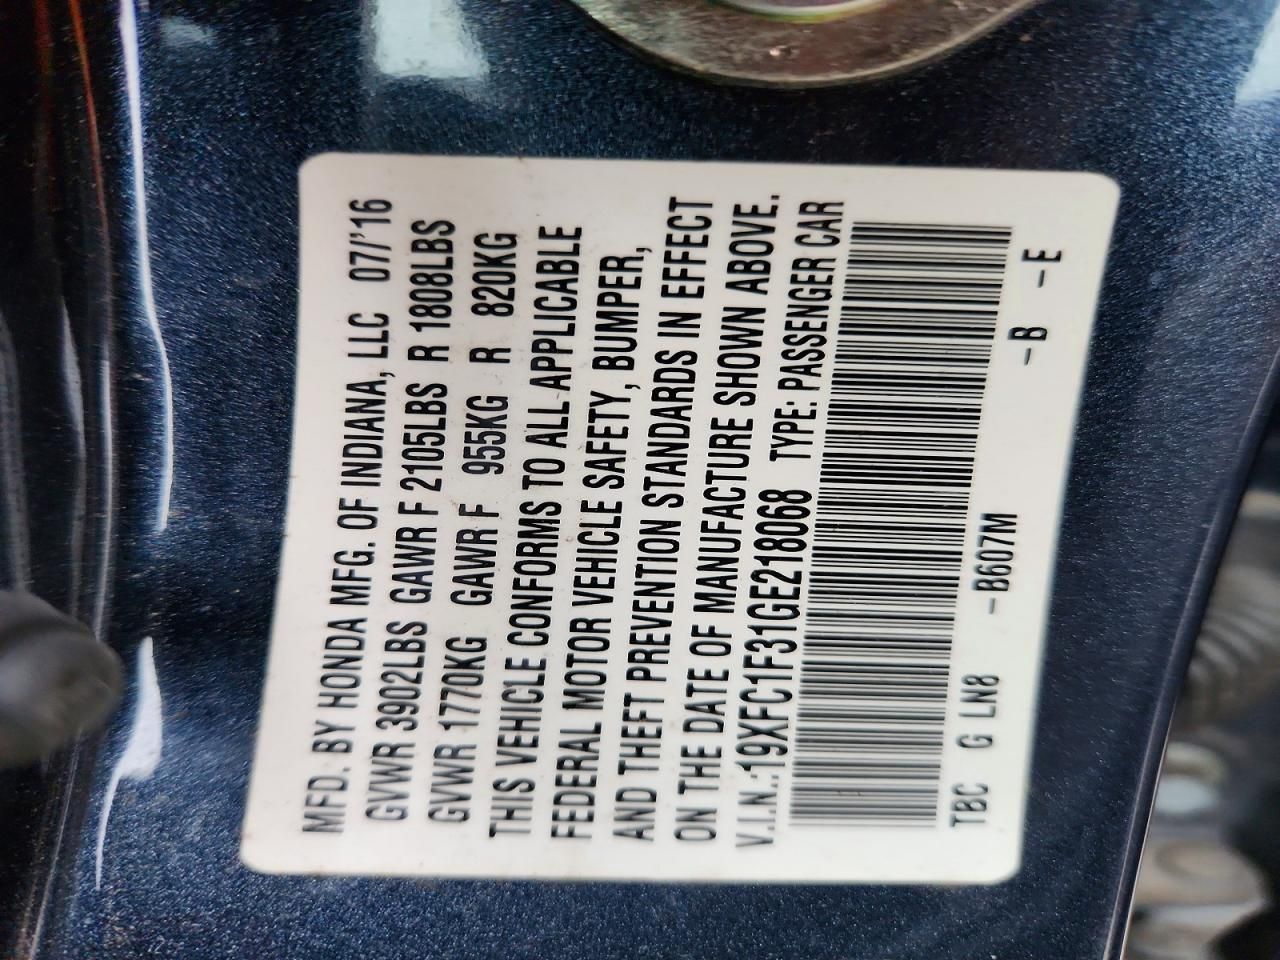 MFD. BY HONDA MFG. OF INDIANA, LLC 07/'16
GVWR 3902LBS GAWR F 2105LBS R 1808LBS
GVWR 1770KG GAWR F 955KG R 820KG
THIS VEHICLE CONFORMS TO ALL APPLICABLE
FEDERAL MOTOR VEHICLE SAFETY, BUMPER,
AND THEFT PREVENTION STANDARDS IN EFFECT
ON THE DATE OF MANUFACTURE SHOWN ABOVE.
V.I.N.:19XFC1F31GE218068 TYPE: PASSENGER CAR
TBC G LN8 -B607M -B -E